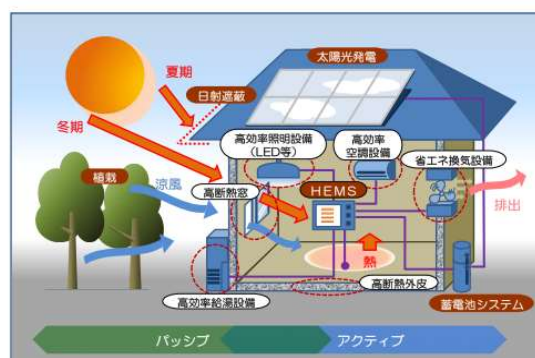 太陽光発電
夏期
日射遮蔽
冬期
高効率照明設備
(LED等)
高効率
空調設備
省エネ換気設備
植栽
涼風
高断熱窓
HEMS
排出
熱
高効率給湯設備
高断熱外皮
蓄電池システム
パッシブ
アクティブ